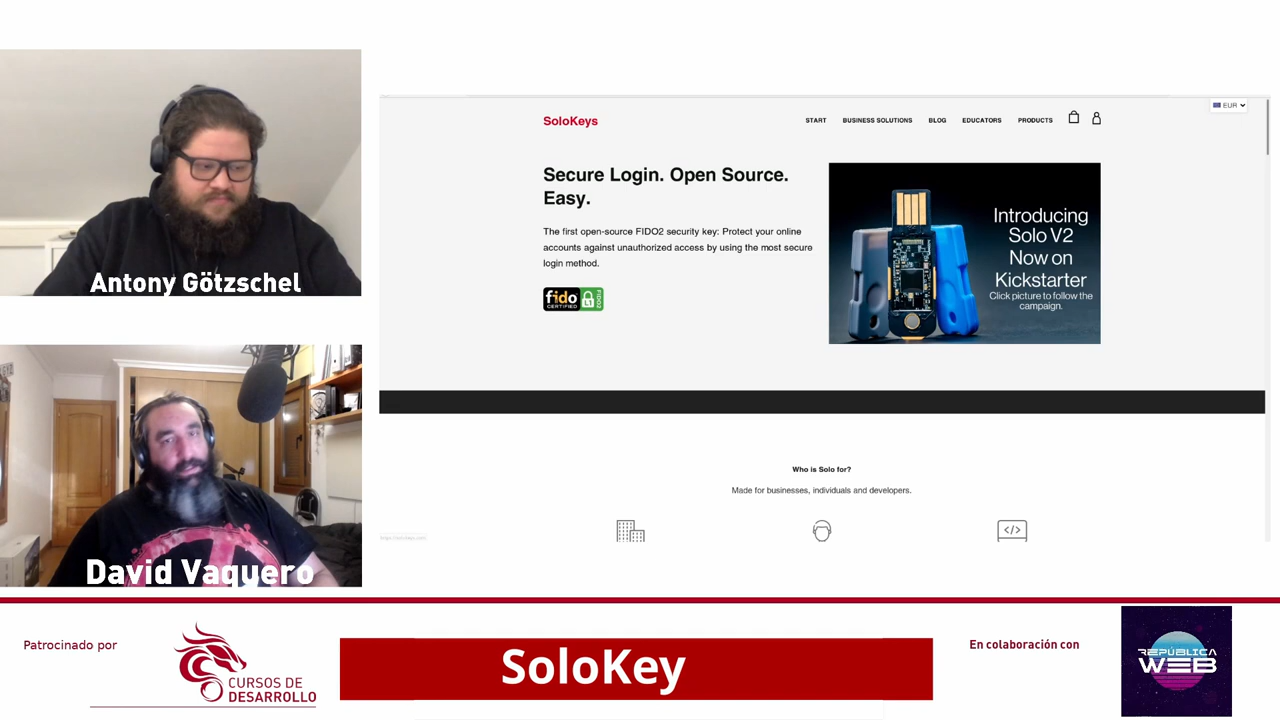 Antony Götzschel
David Vaquero
EUR
SoloKeys
START
BUSINESS SOLUTIONS
BLOG
EDUCATORS
PRODUCTS
Secure Login. Open Source.
Easy.
The first open-source FIDO2 security key: Protect your online
accounts against unauthorized access by using the most secure
login method.
fido
CERTIFIED
FIDO2
Introducing
Solo V2
Now on
Kickstarter
Click picture to follow the
campaign.
Who is Solo for?
Made for businesses, individuals and developers.
</>
Patrocinado por
CURSOS DE
DESARROLLO
SoloKey
En colaboración con
REPÚBLICA
WEB